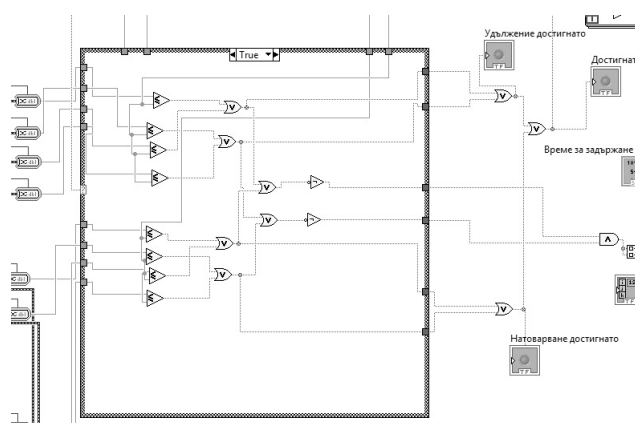 True
Удължение достигнато
Достигнат
Време за задържане
Натоварване достигнато